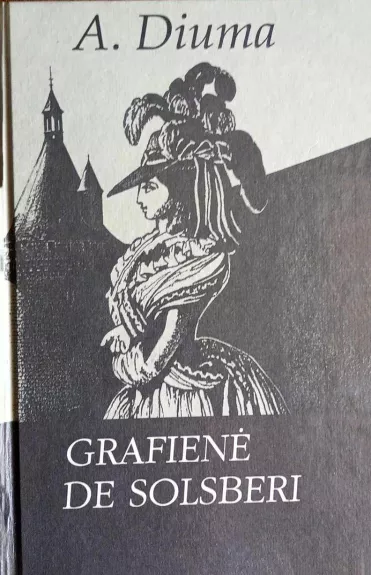 A. Diuma
GRAFIENĖ
DE SOLSBERI